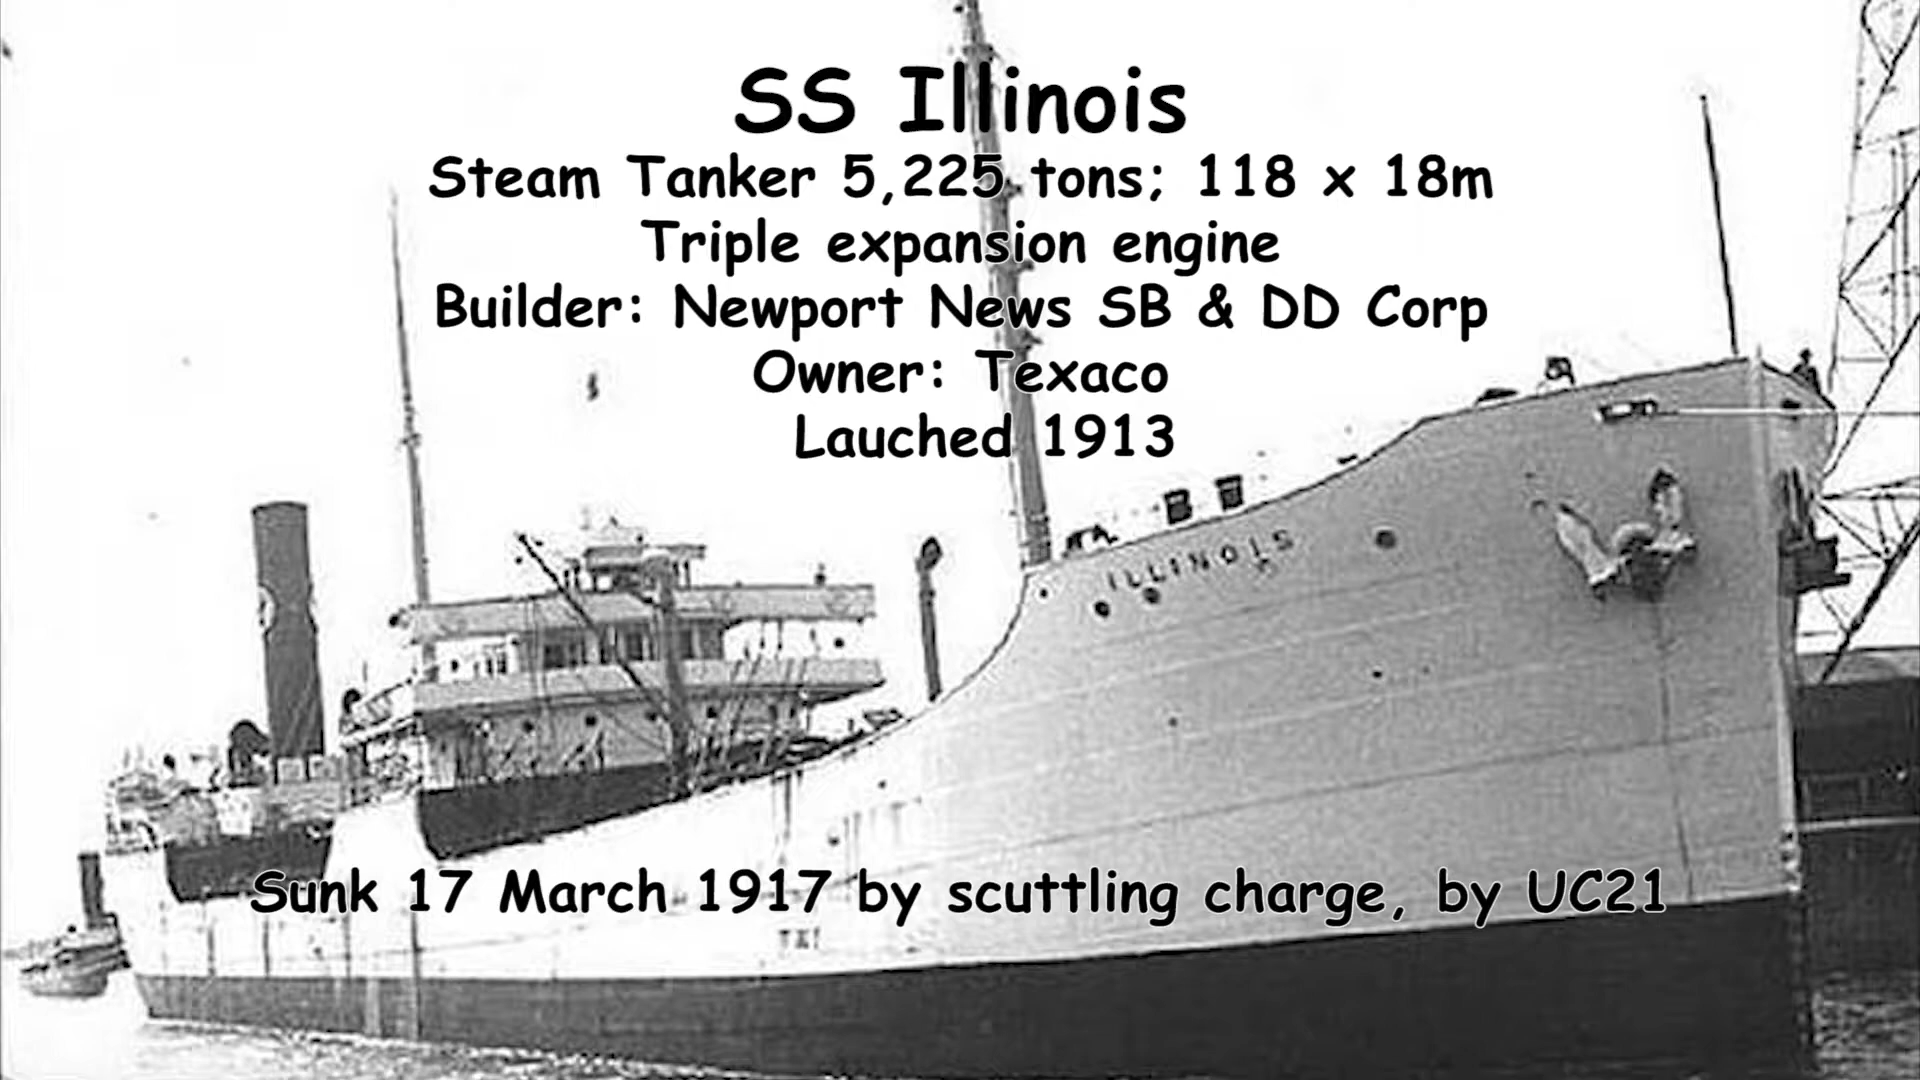 SS Illinois
Steam Tanker 5,225 tons; 118 x 18m
Triple expansion engine
Builder: Newport News SB & DD Corp
Owner: Texaco
Lauched 1913
ILLINOIS
Sunk 17 March 1917 by scuttling charge, by UC21